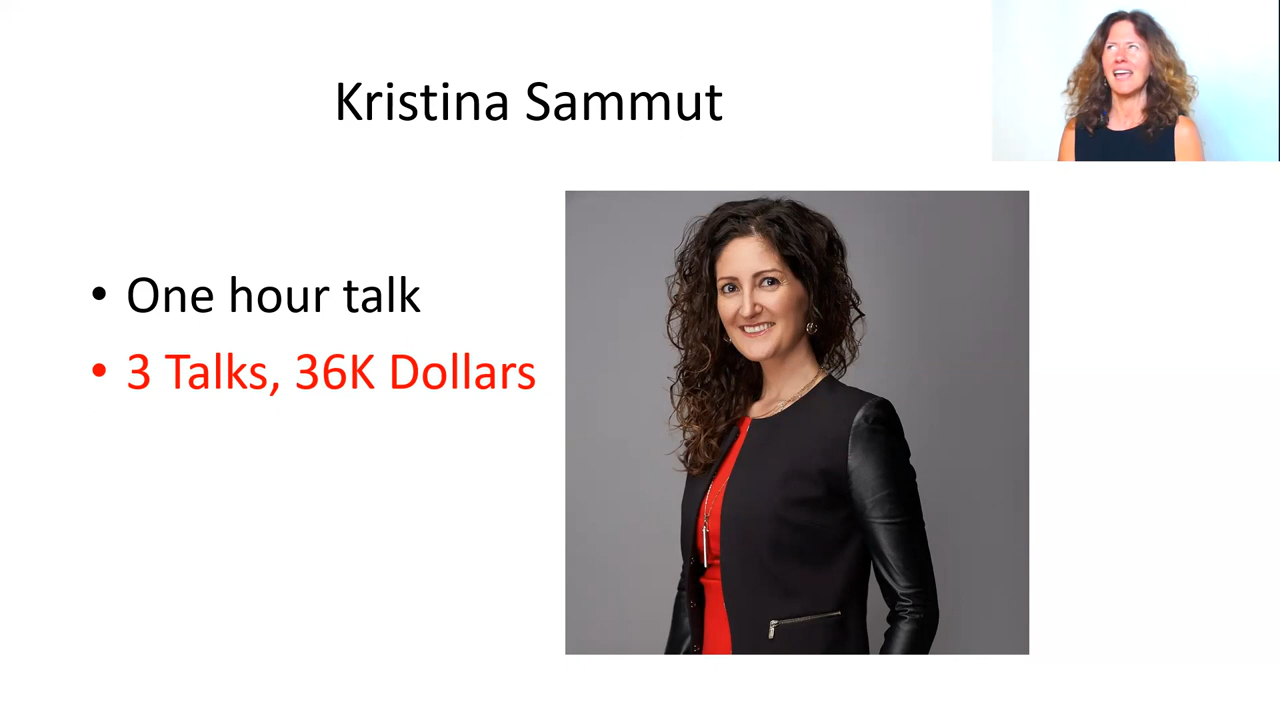 Kristina Sammut
• One hour talk
• 3 Talks, 36K Dollars